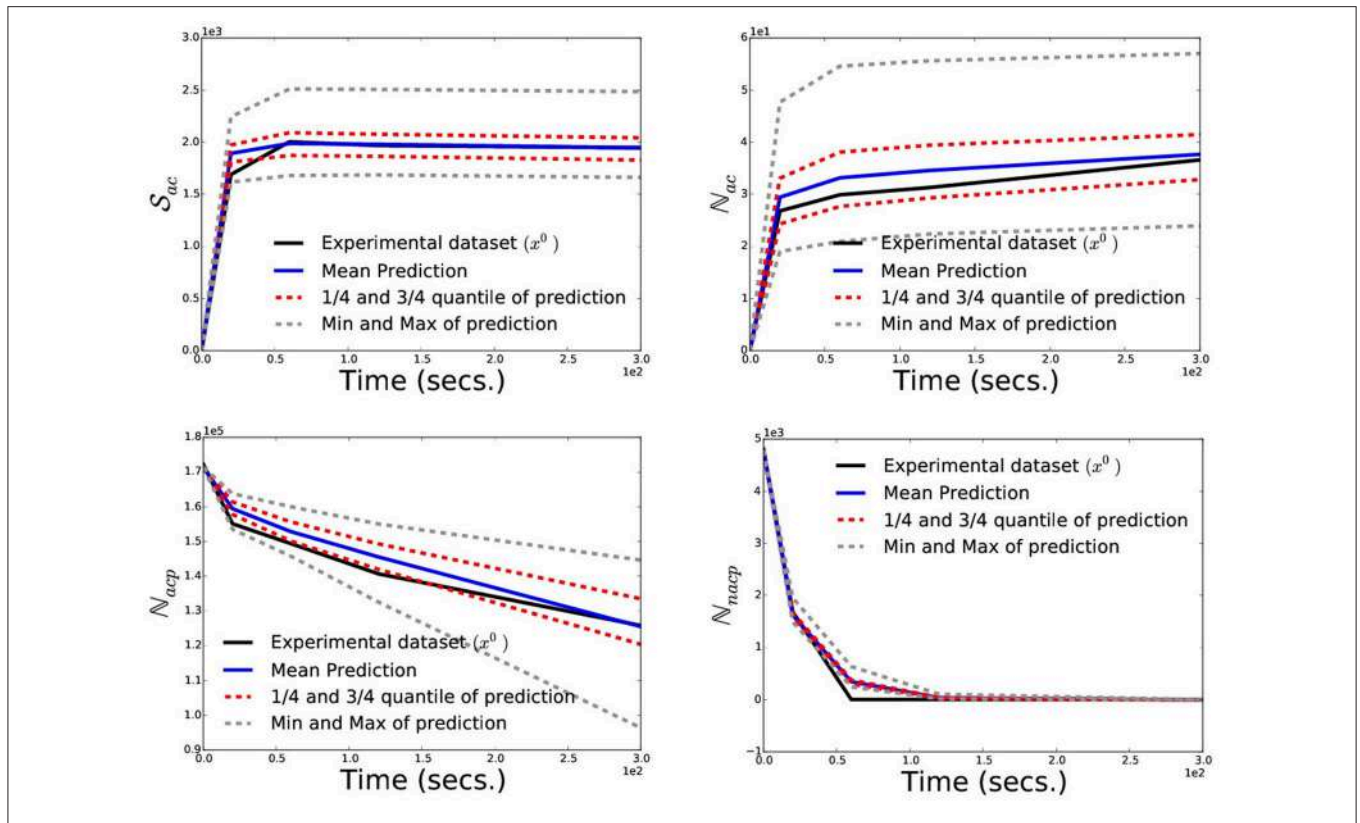 1e3
3.0
2.5
2.0
1.5
1.0
0.5
0.0
S_ac
Experimental dataset (x^0)
Mean Prediction
1/4 and 3/4 quantile of prediction
Min and Max of prediction
0.0 0.5 1.0 1.5 2.0 2.5 3.0
1e2
Time (secs.)
1e1
6
5
4
3
2
1
0
ℕ_ac
Experimental dataset (x^0)
Mean Prediction
1/4 and 3/4 quantile of prediction
Min and Max of prediction
0.0 0.5 1.0 1.5 2.0 2.5 3.0
1e2
Time (secs.)
1e5
1.8
1.7
1.6
1.5
1.4
1.3
1.2
1.1
1.0
0.9
ℕ_acp
Experimental dataset (x^0)
Mean Prediction
1/4 and 3/4 quantile of prediction
Min and Max of prediction
0.0 0.5 1.0 1.5 2.0 2.5 3.0
1e2
Time (secs.)
1e3
5
4
3
2
1
0
−1
ℕ_nacp
Experimental dataset (x^0)
Mean Prediction
1/4 and 3/4 quantile of prediction
Min and Max of prediction
0.0 0.5 1.0 1.5 2.0 2.5 3.0
1e2
Time (secs.)